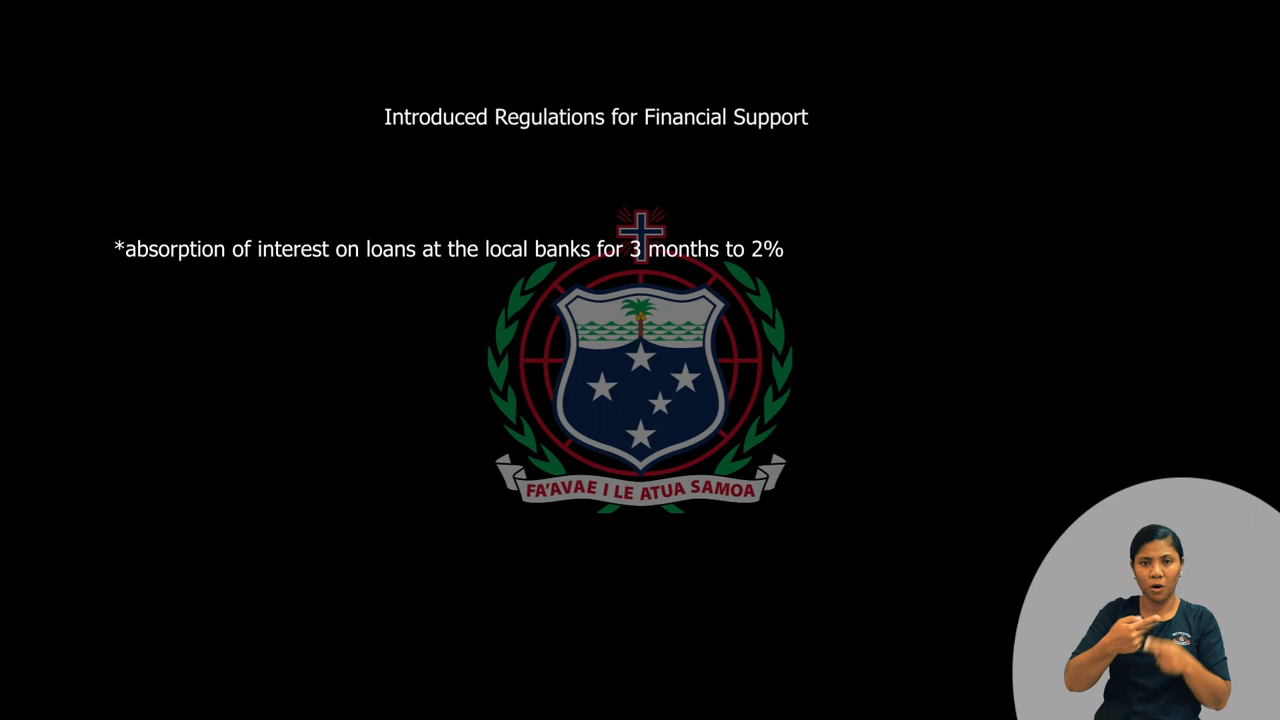 Introduced Regulations for Financial Support
*absorption of interest on loans at the local banks for 3 months to 2%
FA'AVAE I LE ATUA SAMOA